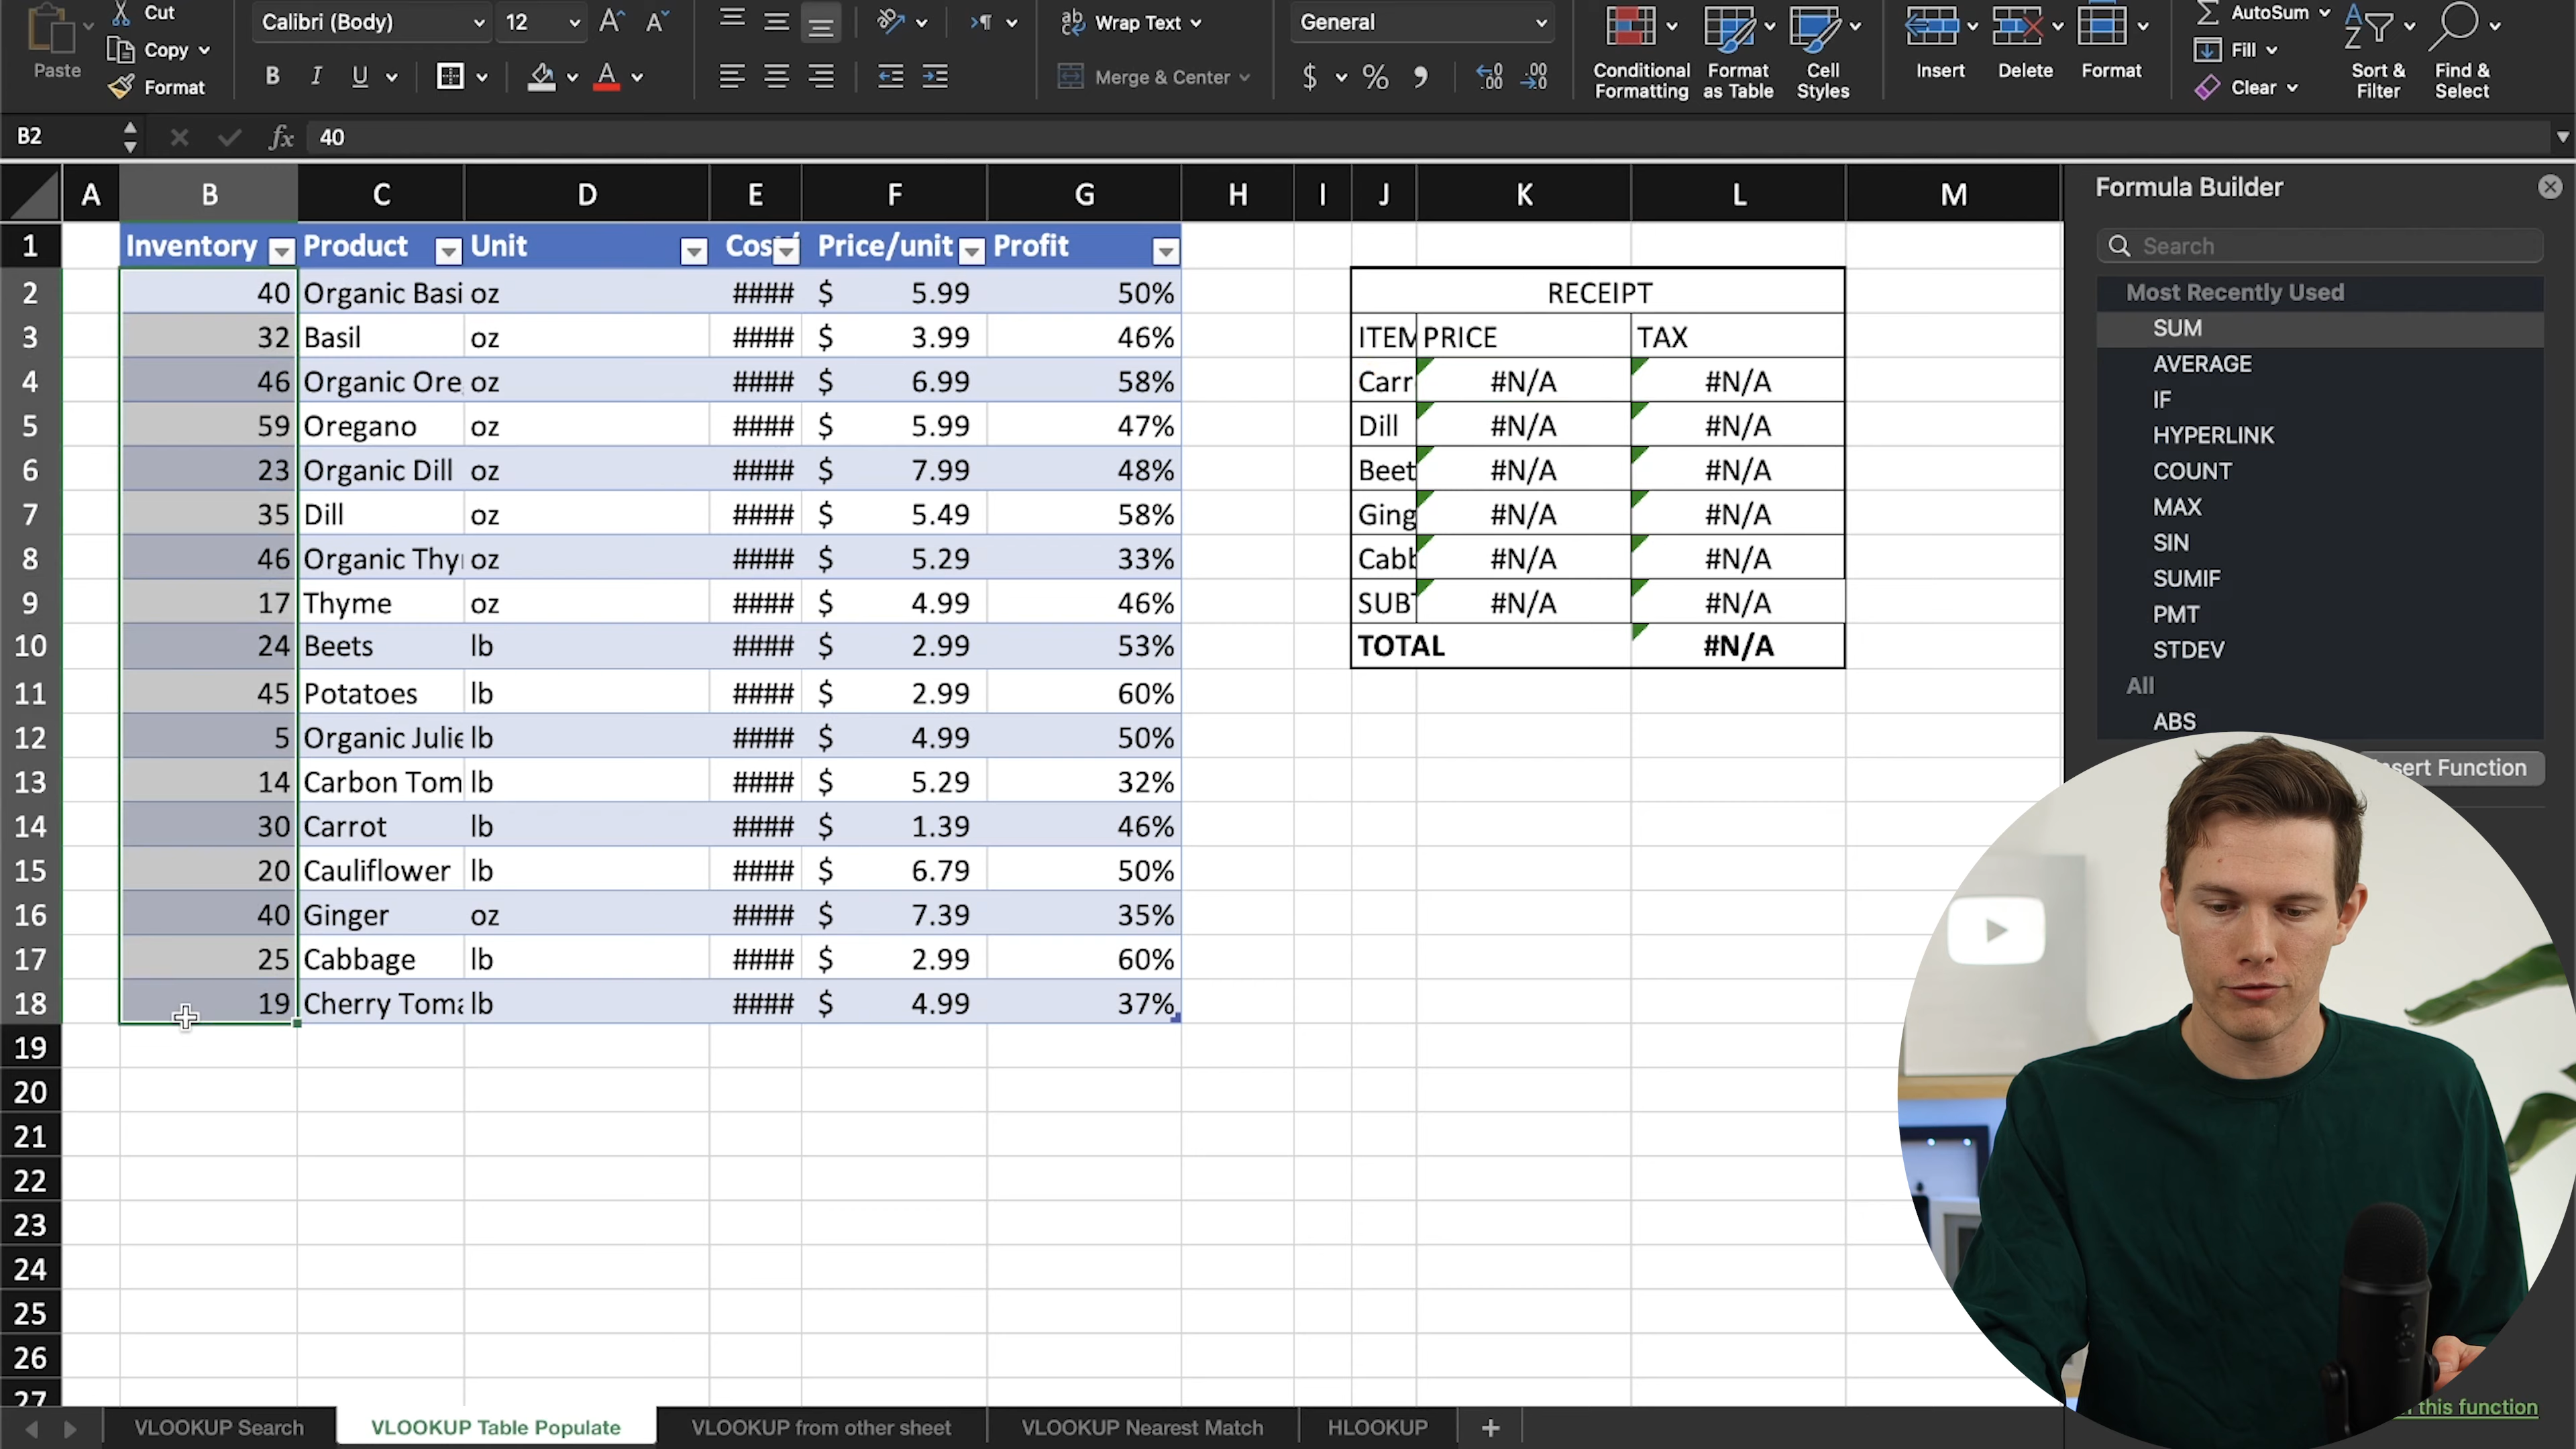 Paste
Cut
Copy
Format
Calibri (Body)
12
B I U
A
Wrap Text
Merge & Center
General
$ % 9
Conditional Formatting
Format as Table
Cell Styles
Insert
Delete
Format
AutoSum
Fill
Clear
Sort & Filter
Find & Select
B2
fx
40
A B C D E F G H I J K L M
1 Inventory Product Unit Cost/ Price/unit Profit
2 40 Organic Basi oz #### $ 5.99 50% RECEIPT
3 32 Basil oz #### $ 3.99 46% ITEM PRICE TAX
4 46 Organic Ore oz #### $ 6.99 58% Carr #N/A #N/A
5 59 Oregano oz #### $ 5.99 47% Dill #N/A #N/A
6 23 Organic Dill oz #### $ 7.99 48% Beet #N/A #N/A
7 35 Dill oz #### $ 5.49 58% Ging #N/A #N/A
8 46 Organic Thy oz #### $ 5.29 33% Cabb #N/A #N/A
9 17 Thyme oz #### $ 4.99 46% SUBT #N/A #N/A
10 24 Beets lb #### $ 2.99 53% TOTAL #N/A
11 45 Potatoes lb #### $ 2.99 60%
12 5 Organic Julie lb #### $ 4.99 50%
13 14 Carbon Tom lb #### $ 5.29 32%
14 30 Carrot lb #### $ 1.39 46%
15 20 Cauliflower lb #### $ 6.79 50%
16 40 Ginger oz #### $ 7.39 35%
17 25 Cabbage lb #### $ 2.99 60%
18 19 Cherry Toma lb #### $ 4.99 37%
19
20
21
22
23
24
25
26
27
Formula Builder
Search
Most Recently Used
SUM
AVERAGE
IF
HYPERLINK
COUNT
MAX
SIN
SUMIF
PMT
STDEV
All
ABS
nsert Function
this function
VLOOKUP Search
VLOOKUP Table Populate
VLOOKUP from other sheet
VLOOKUP Nearest Match
HLOOKUP
+